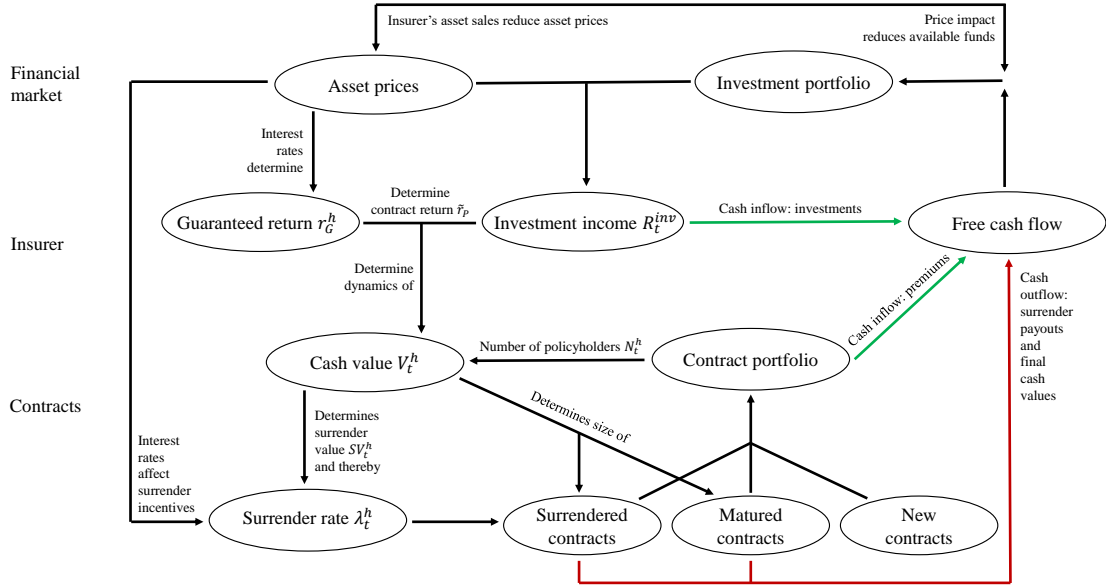 Insurer's asset sales reduce asset prices
Price impact
reduces available funds
Financial
market
Asset prices
Investment portfolio
Interest
rates
determine
Determine
contract return r̃_P
Guaranteed return r_G^h
Investment income R_t^inv
Cash inflow: investments
Free cash flow
Insurer
Determine
dynamics of
Cash inflow: premiums
Cash
outflow:
surrender
payouts
and
final
cash
values
Number of policyholders N_t^h
Cash value V_t^h
Contract portfolio
Contracts
Determines size of
Determines
surrender
value SV_t^h
and thereby
Interest
rates
affect
surrender
incentives
Surrender rate λ_t^h
Surrendered
contracts
Matured
contracts
New
contracts